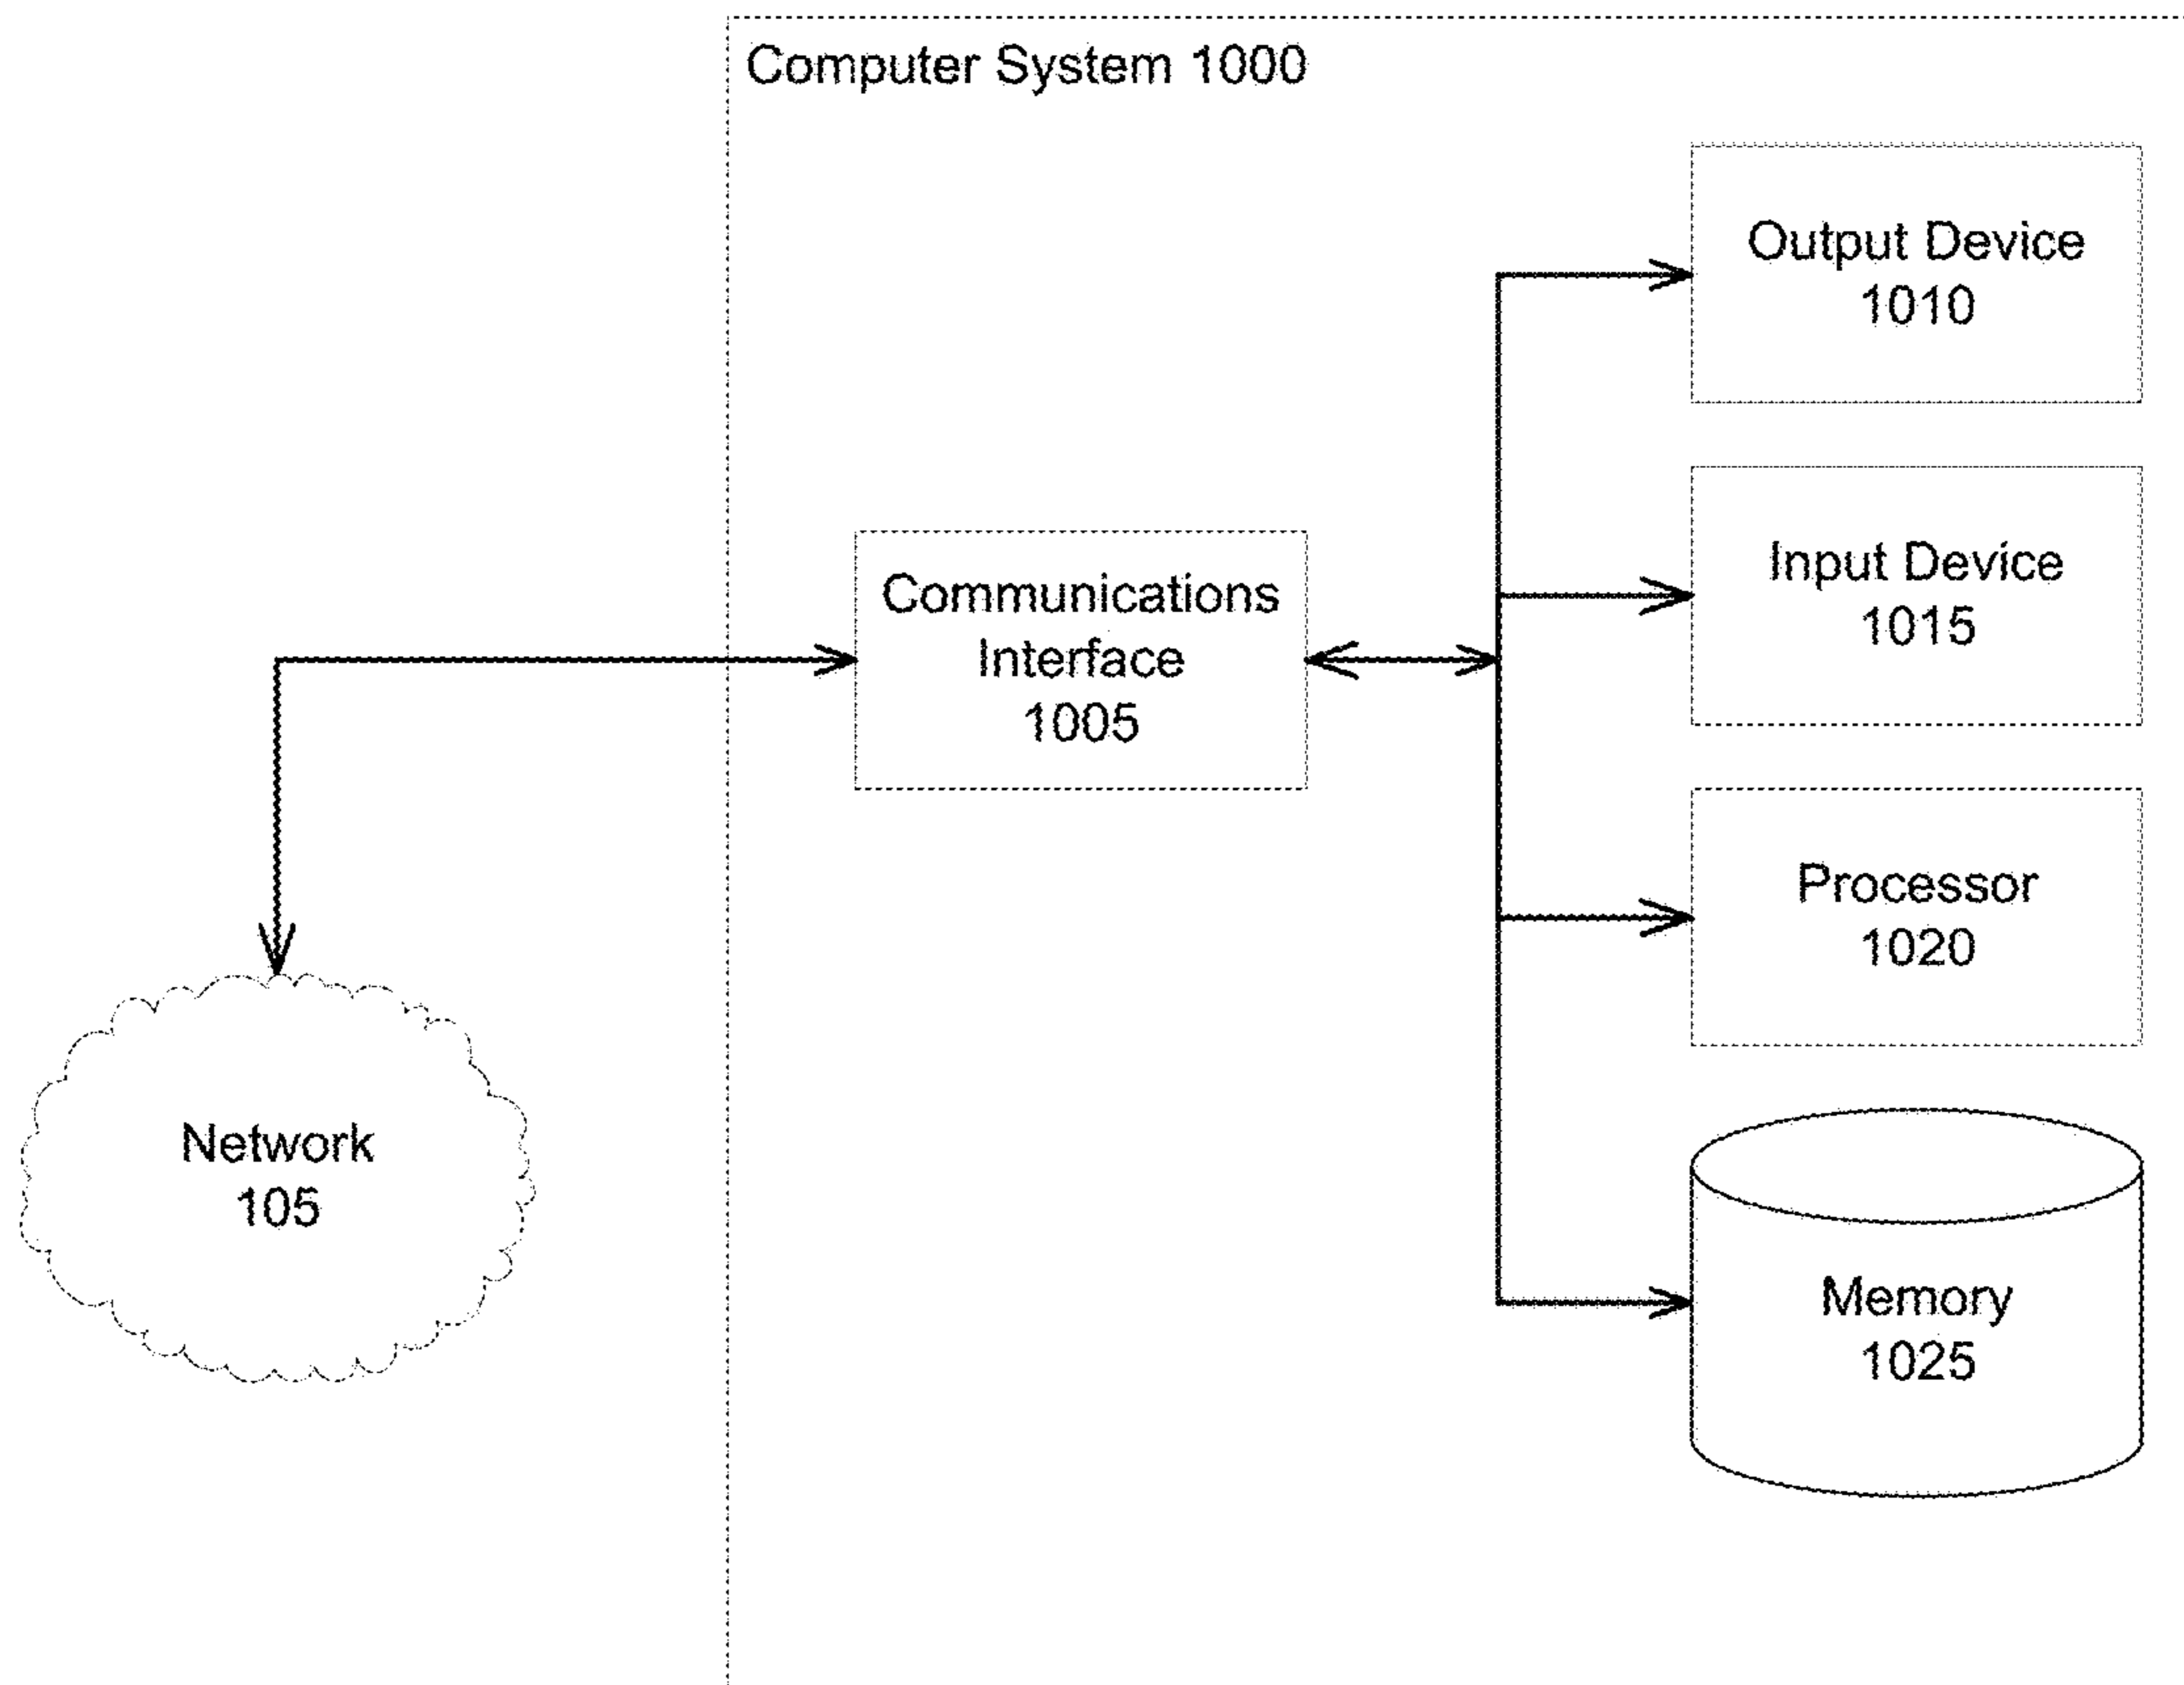 Computer System 1000
Output Device
1010
Input Device
1015
Communications
Interface
1005
Processor
1020
Network
105
Memory
1025